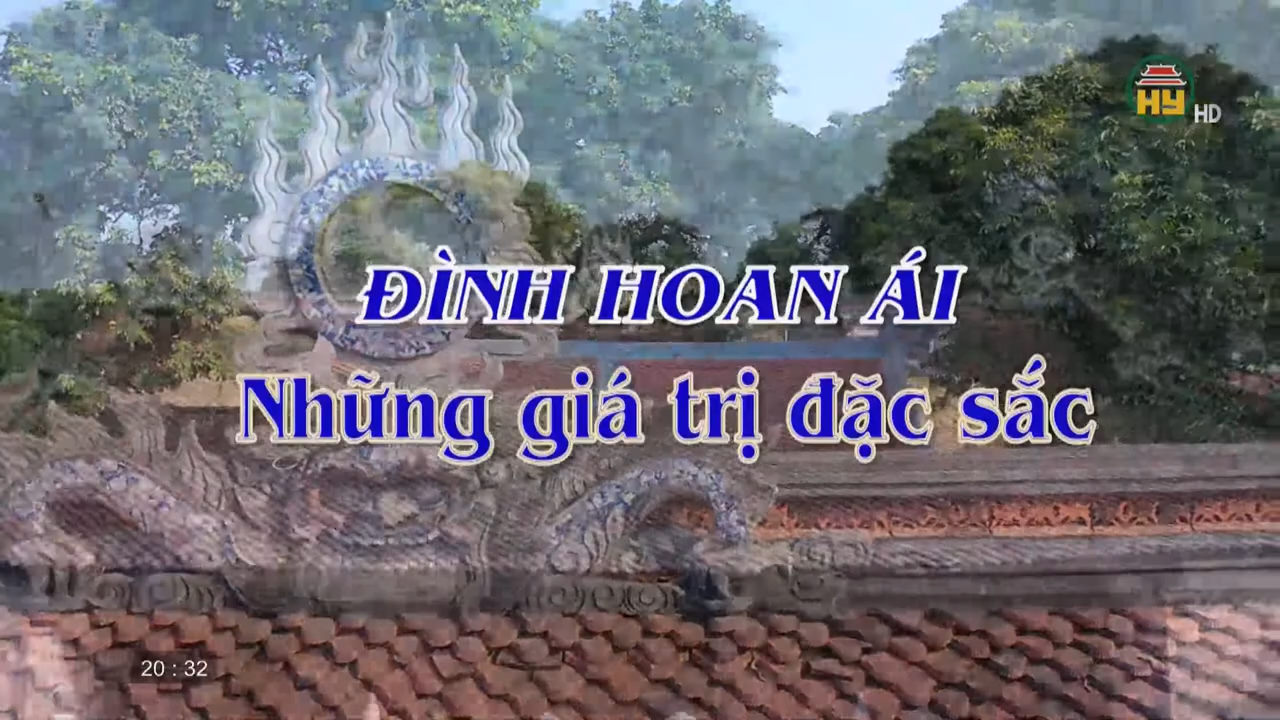 HY HD
ĐÌNH HOAN ÁI
Những giá trị đặc sắc
20 : 32